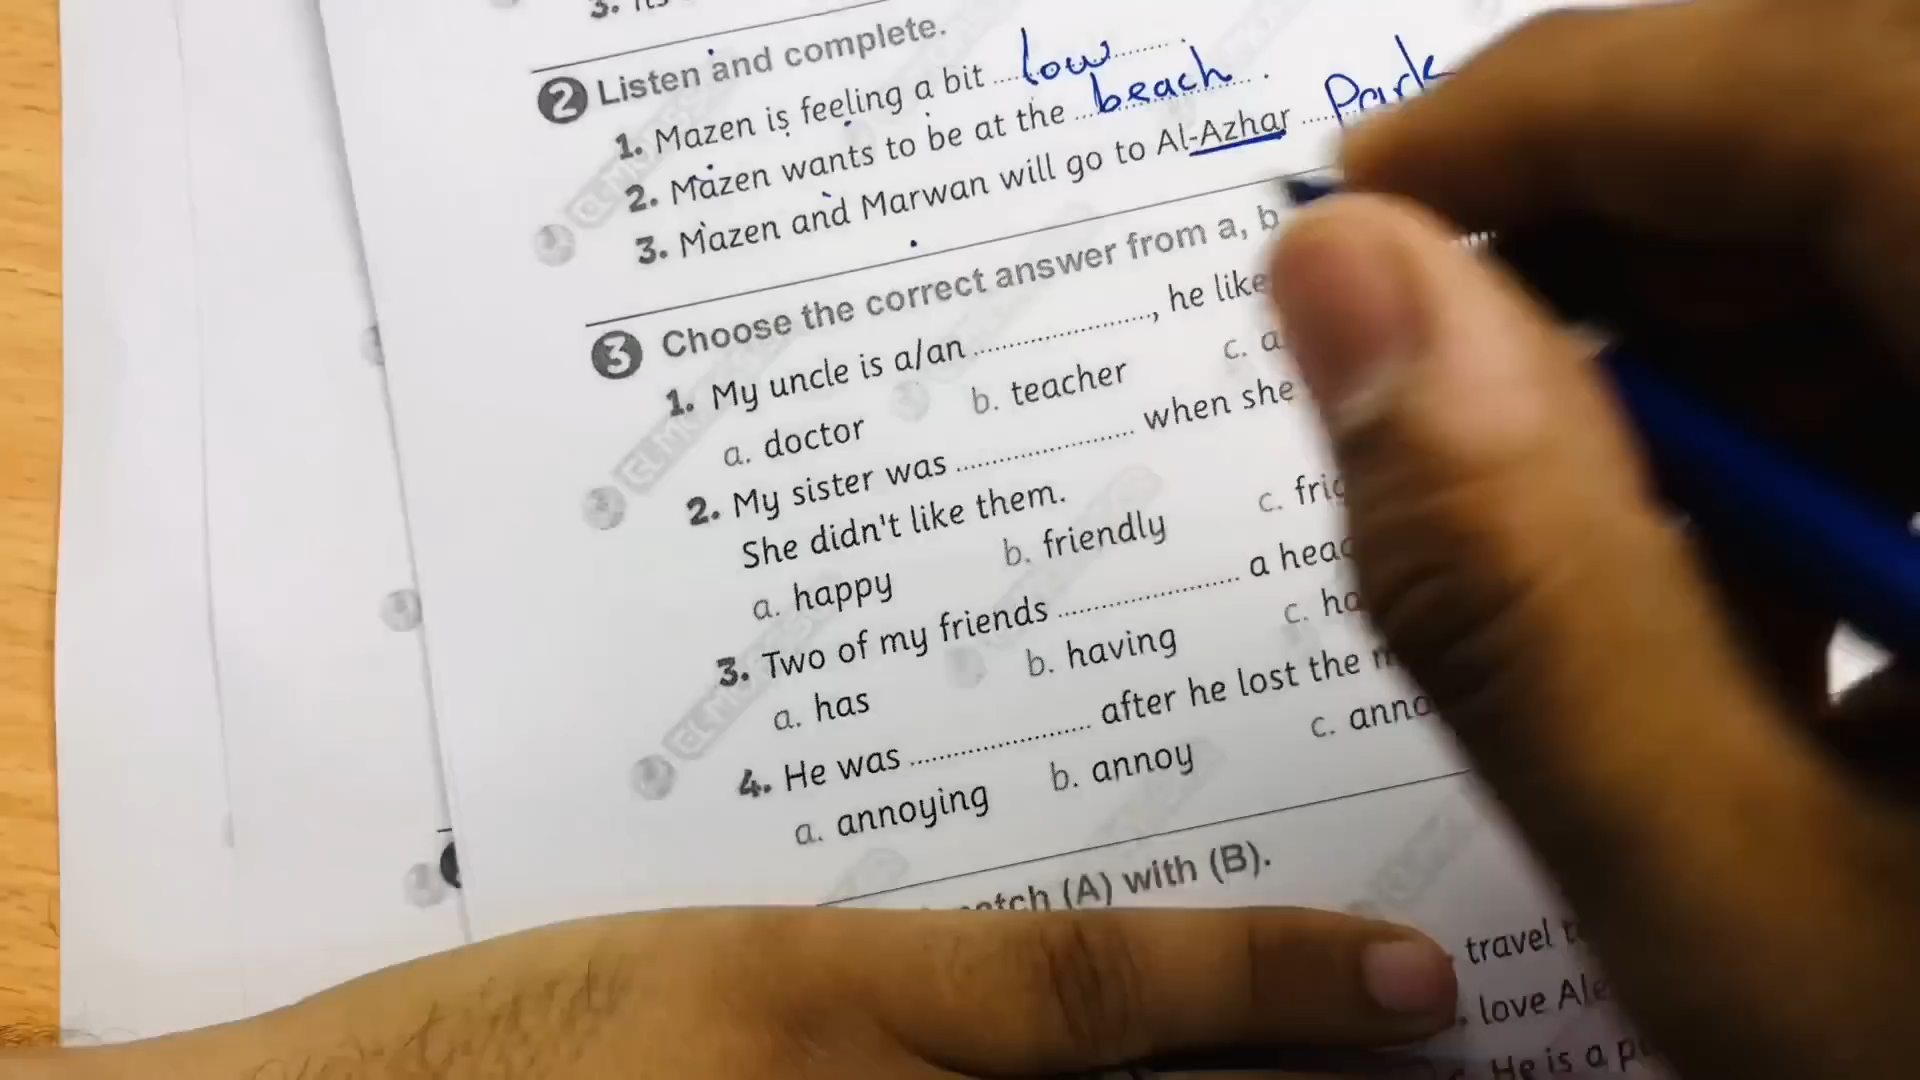 3. Its
2 Listen and complete.
1. Mazen is feeling a bit ... low ...
2. Mazen wants to be at the ... beach ... .
3. Mazen and Marwan will go to Al-Azhar ... Park
3 Choose the correct answer from a, b
1. My uncle is a/an ..., he like
a. doctor b. teacher c. a
2. My sister was ... when she
She didn't like them.
a. happy b. friendly c. fri
3. Two of my friends ... a head
a. has b. having c. ha
4. He was ... after he lost the m
a. annoying b. annoy c. anno
match (A) with (B).
travel t
love Ale
c. He is a p